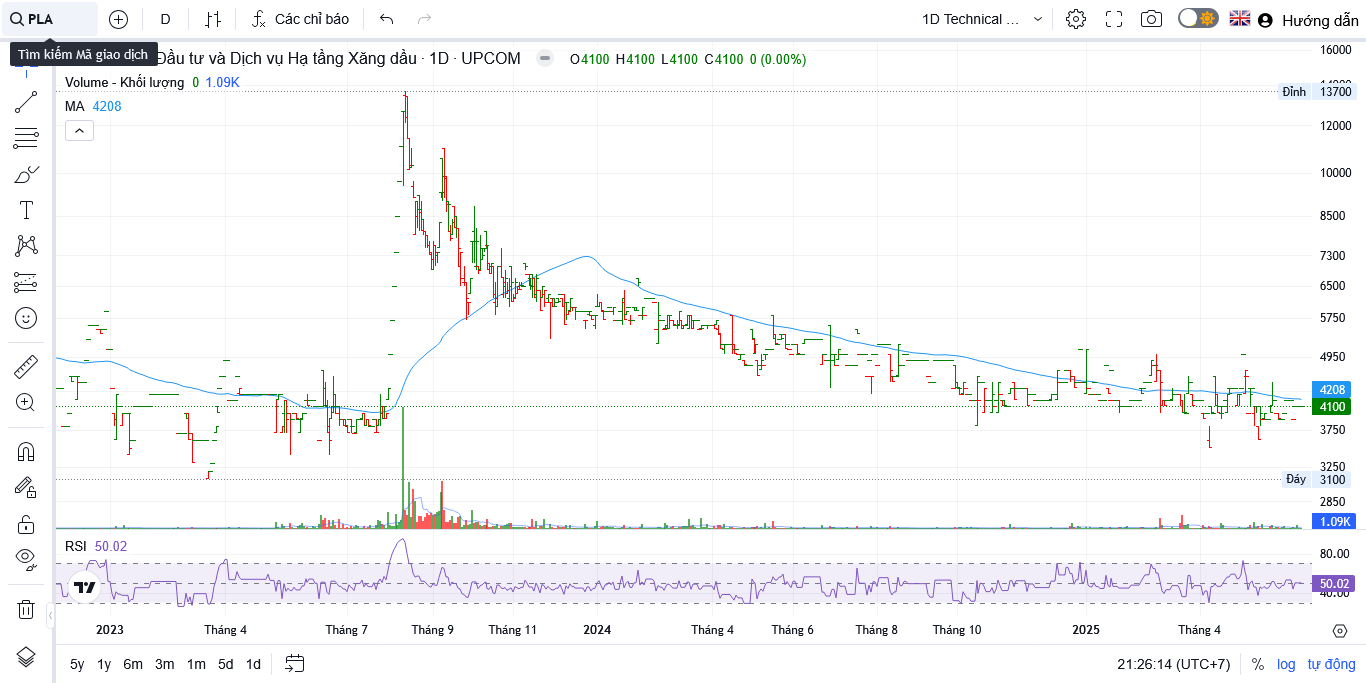 PLA
D
Các chỉ báo
1D Technical ...
Hướng dẫn
Tìm kiếm Mã giao dịch
Đầu tư và Dịch vụ Hạ tầng Xăng dầu · 1D · UPCOM
O4100 H4100 L4100 C4100 0 (0.00%)
Volume - Khối lượng 0 1.09K
MA 4208
16000
Đỉnh 13700
12000
10000
8500
7300
6500
5750
4950
4208
4100
3750
3250
Đáy 3100
2850
1.09K
RSI 50.02
80.00
50.02
40.00
2023 Tháng 4 Tháng 7 Tháng 9 Tháng 11 2024 Tháng 4 Tháng 6 Tháng 8 Tháng 10 2025 Tháng 4
5y 1y 6m 3m 1m 5d 1d
21:26:14 (UTC+7) % log tự động